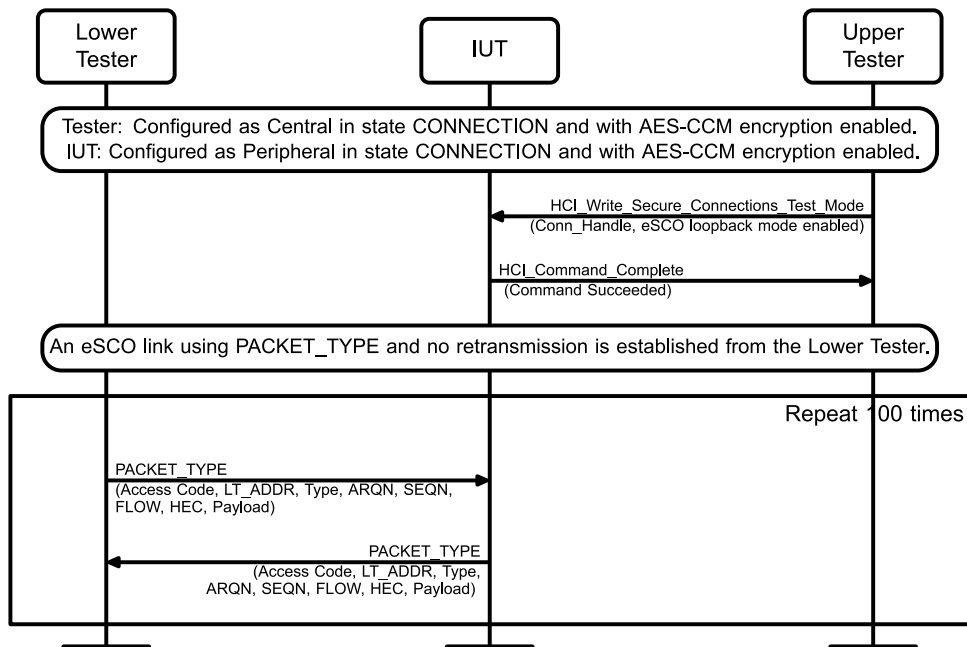 Lower
Tester
IUT
Upper
Tester
Tester: Configured as Central in state CONNECTION and with AES-CCM encryption enabled.
IUT: Configured as Peripheral in state CONNECTION and with AES-CCM encryption enabled.
HCI_Write_Secure_Connections_Test_Mode
(Conn_Handle, eSCO loopback mode enabled)
HCI_Command_Complete
(Command Succeeded)
An eSCO link using PACKET_TYPE and no retransmission is established from the Lower Tester.
Repeat 100 times
PACKET_TYPE
(Access Code, LT_ADDR, Type, ARQN, SEQN,
FLOW, HEC, Payload)
PACKET_TYPE
(Access Code, LT_ADDR, Type,
ARQN, SEQN, FLOW, HEC, Payload)